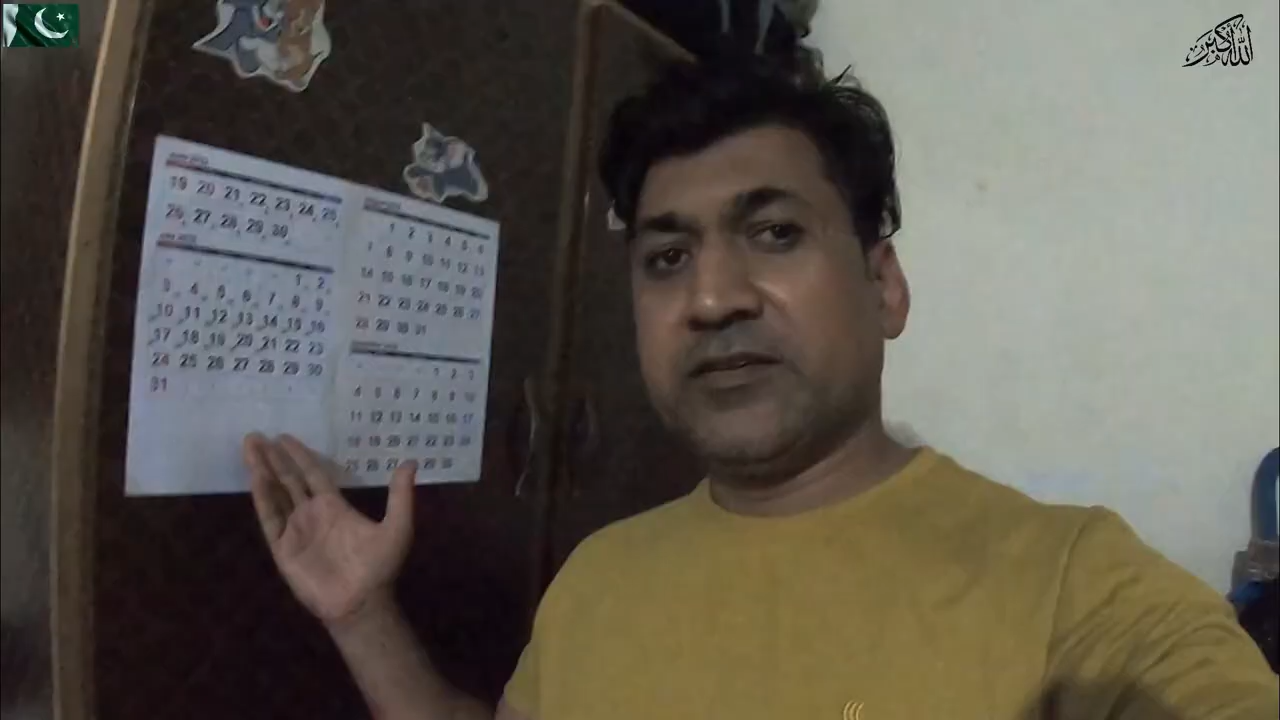 الله أكبر
19 20 21 22 23 24 25
26 27 28 29 30
1 2
3 4 5 6 7 8 9
10 11 12 13 14 15 16
17 18 19 20 21 22 23
24 25 26 27 28 29 30
31
1 2 3 4 5 6
7 8 9 10 11 12 13
14 15 16 17 18 19 20
21 22 23 24 25 26 27
28 29 30 31
1 2 3
4 5 6 7 8 9 10
11 12 13 14 15 16 17
18 19 20 21 22 23 24
25 26 27 28 29 30